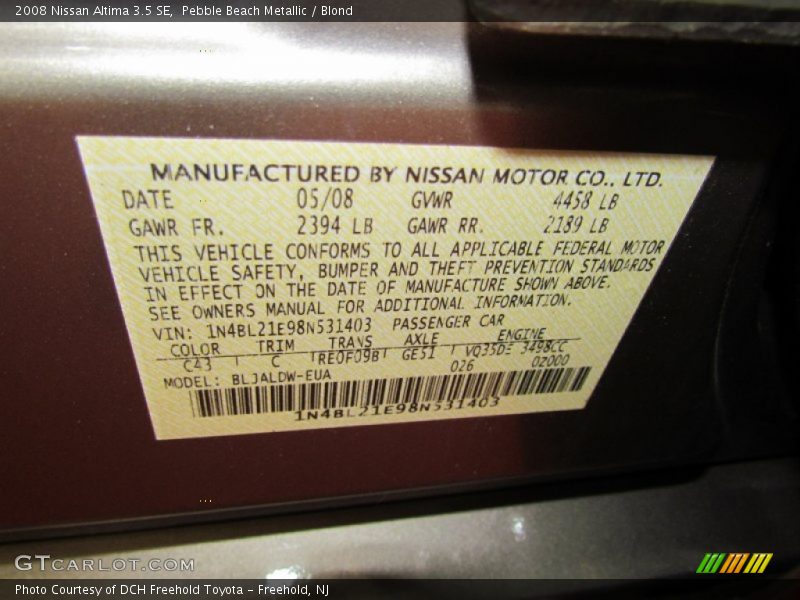 2008 Nissan Altima 3.5 SE, Pebble Beach Metallic / Blond
MANUFACTURED BY NISSAN MOTOR CO., LTD.
DATE 05/08 GVWR 4458 LB
GAWR FR. 2394 LB GAWR RR. 2189 LB
THIS VEHICLE CONFORMS TO ALL APPLICABLE FEDERAL MOTOR
VEHICLE SAFETY, BUMPER AND THEFT PREVENTION STANDARDS
IN EFFECT ON THE DATE OF MANUFACTURE SHOWN ABOVE.
SEE OWNERS MANUAL FOR ADDITIONAL INFORMATION.
VIN: 1N4BL21E98N531403 PASSENGER CAR
COLOR TRIM TRANS AXLE ENGINE
C43 C RE0F09B GE51 VQ35DE 3498CC
MODEL: BLJALDW-EUA 026 02000
1N4BL21E98N531403
GTCARLOT.COM
Photo Courtesy of DCH Freehold Toyota - Freehold, NJ